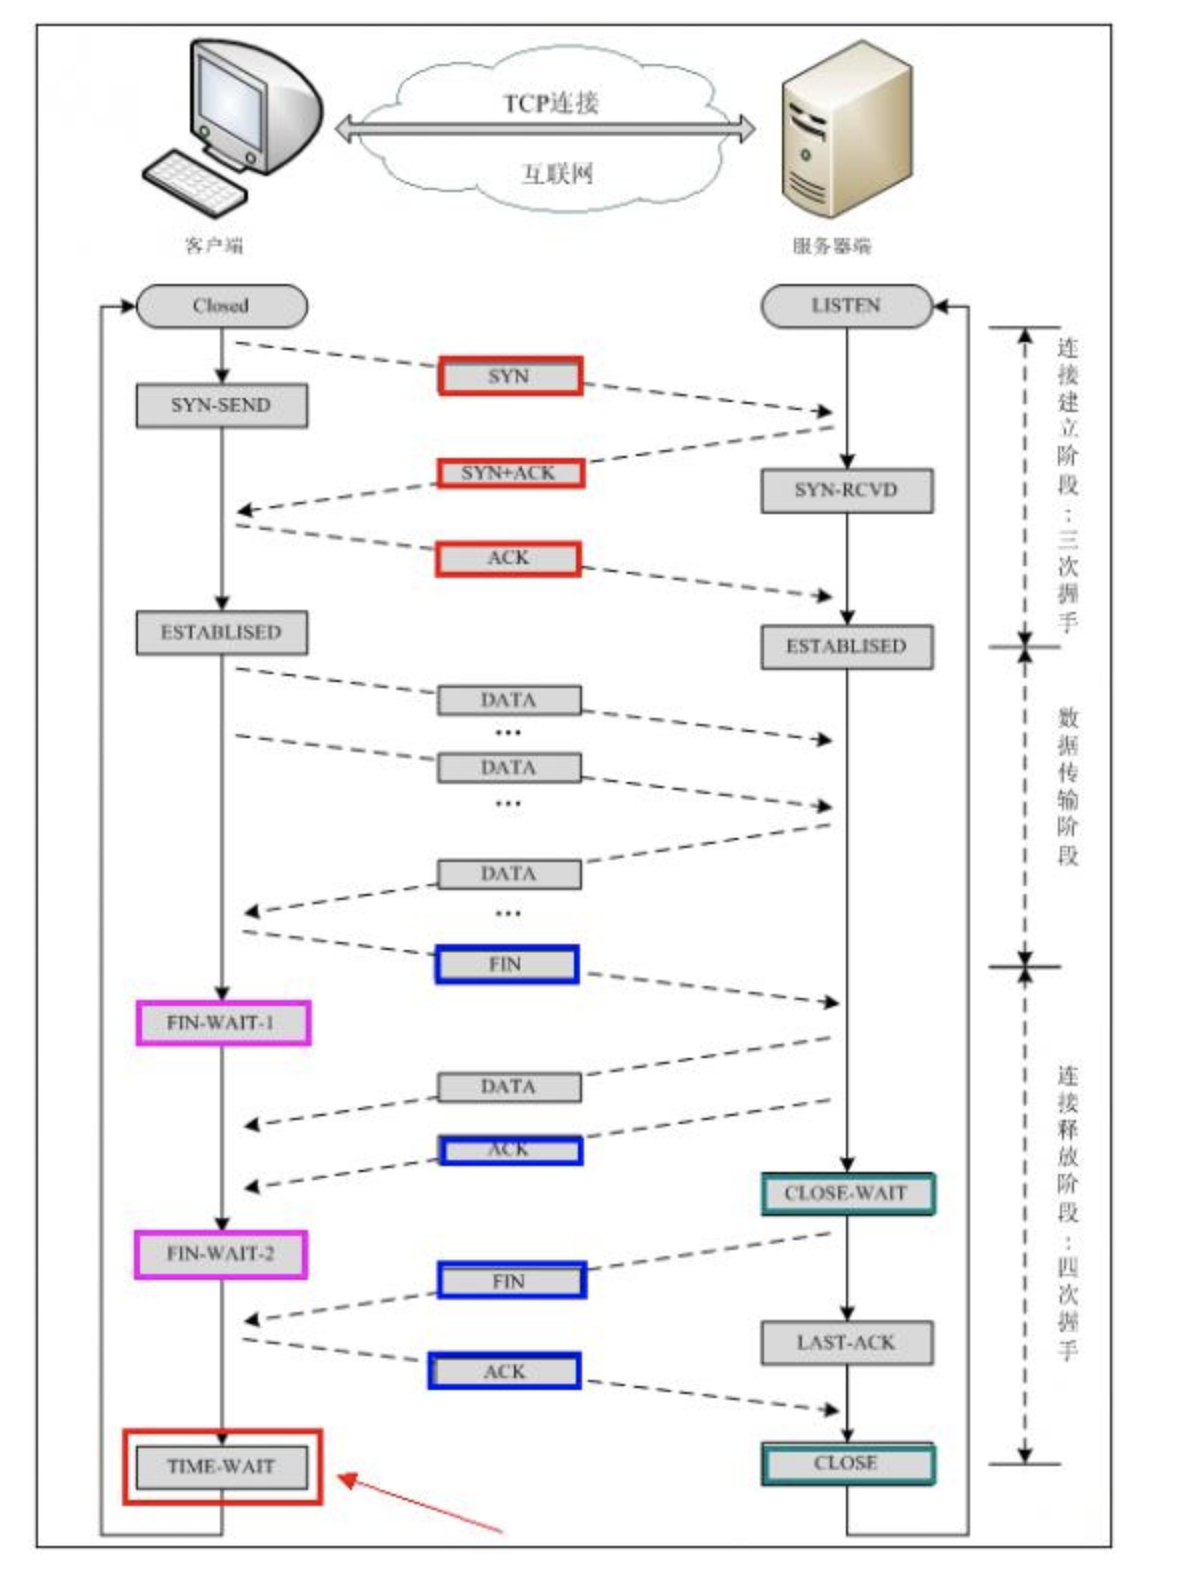 TCP连接
互联网
客户端
服务器端
Closed
LISTEN
SYN
SYN-SEND
SYN+ACK
SYN-RCVD
ACK
ESTABLISED
ESTABLISED
DATA
...
DATA
...
DATA
...
FIN
FIN-WAIT-1
DATA
ACK
CLOSE-WAIT
FIN-WAIT-2
FIN
LAST-ACK
ACK
TIME-WAIT
CLOSE
连接建立阶段:三次握手
数据传输阶段
连接释放阶段:四次握手